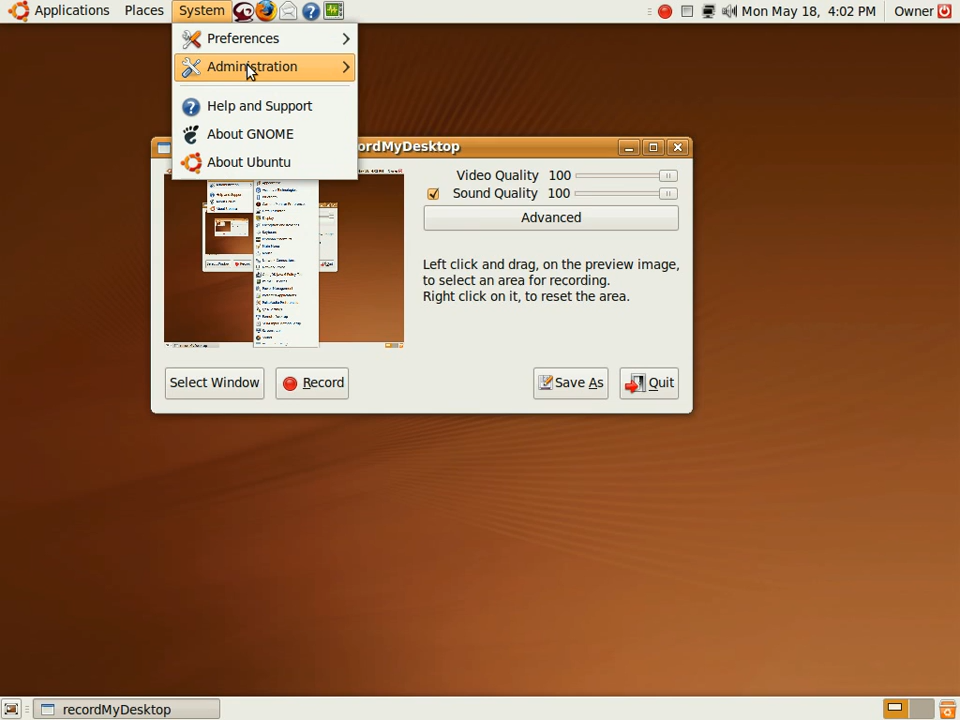 Applications Places System Mon May 18, 4:02 PM Owner
Preferences
Administration
Help and Support
About GNOME
About Ubuntu
Video Quality 100
Sound Quality 100
Advanced
Left click and drag, on the preview image,
to select an area for recording.
Right click on it, to reset the area.
Select Window Record Save As Quit
recordMyDesktop